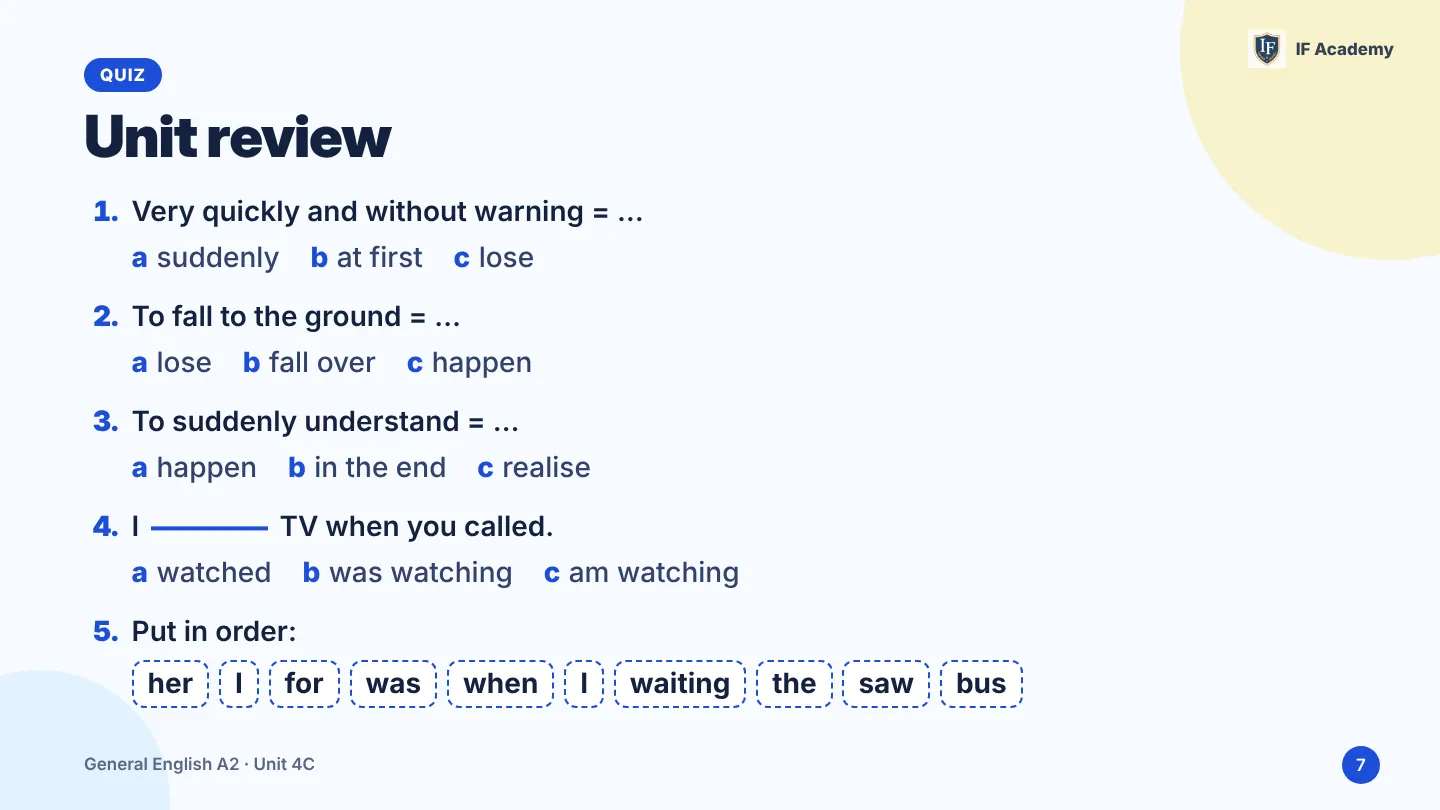 IF Academy
QUIZ
Unit review
1. Very quickly and without warning = ...
a suddenly b at first c lose
2. To fall to the ground = ...
a lose b fall over c happen
3. To suddenly understand = ...
a happen b in the end c realise
4. I ______ TV when you called.
a watched b was watching c am watching
5. Put in order:
her I for was when I waiting the saw bus
General English A2 · Unit 4C
7